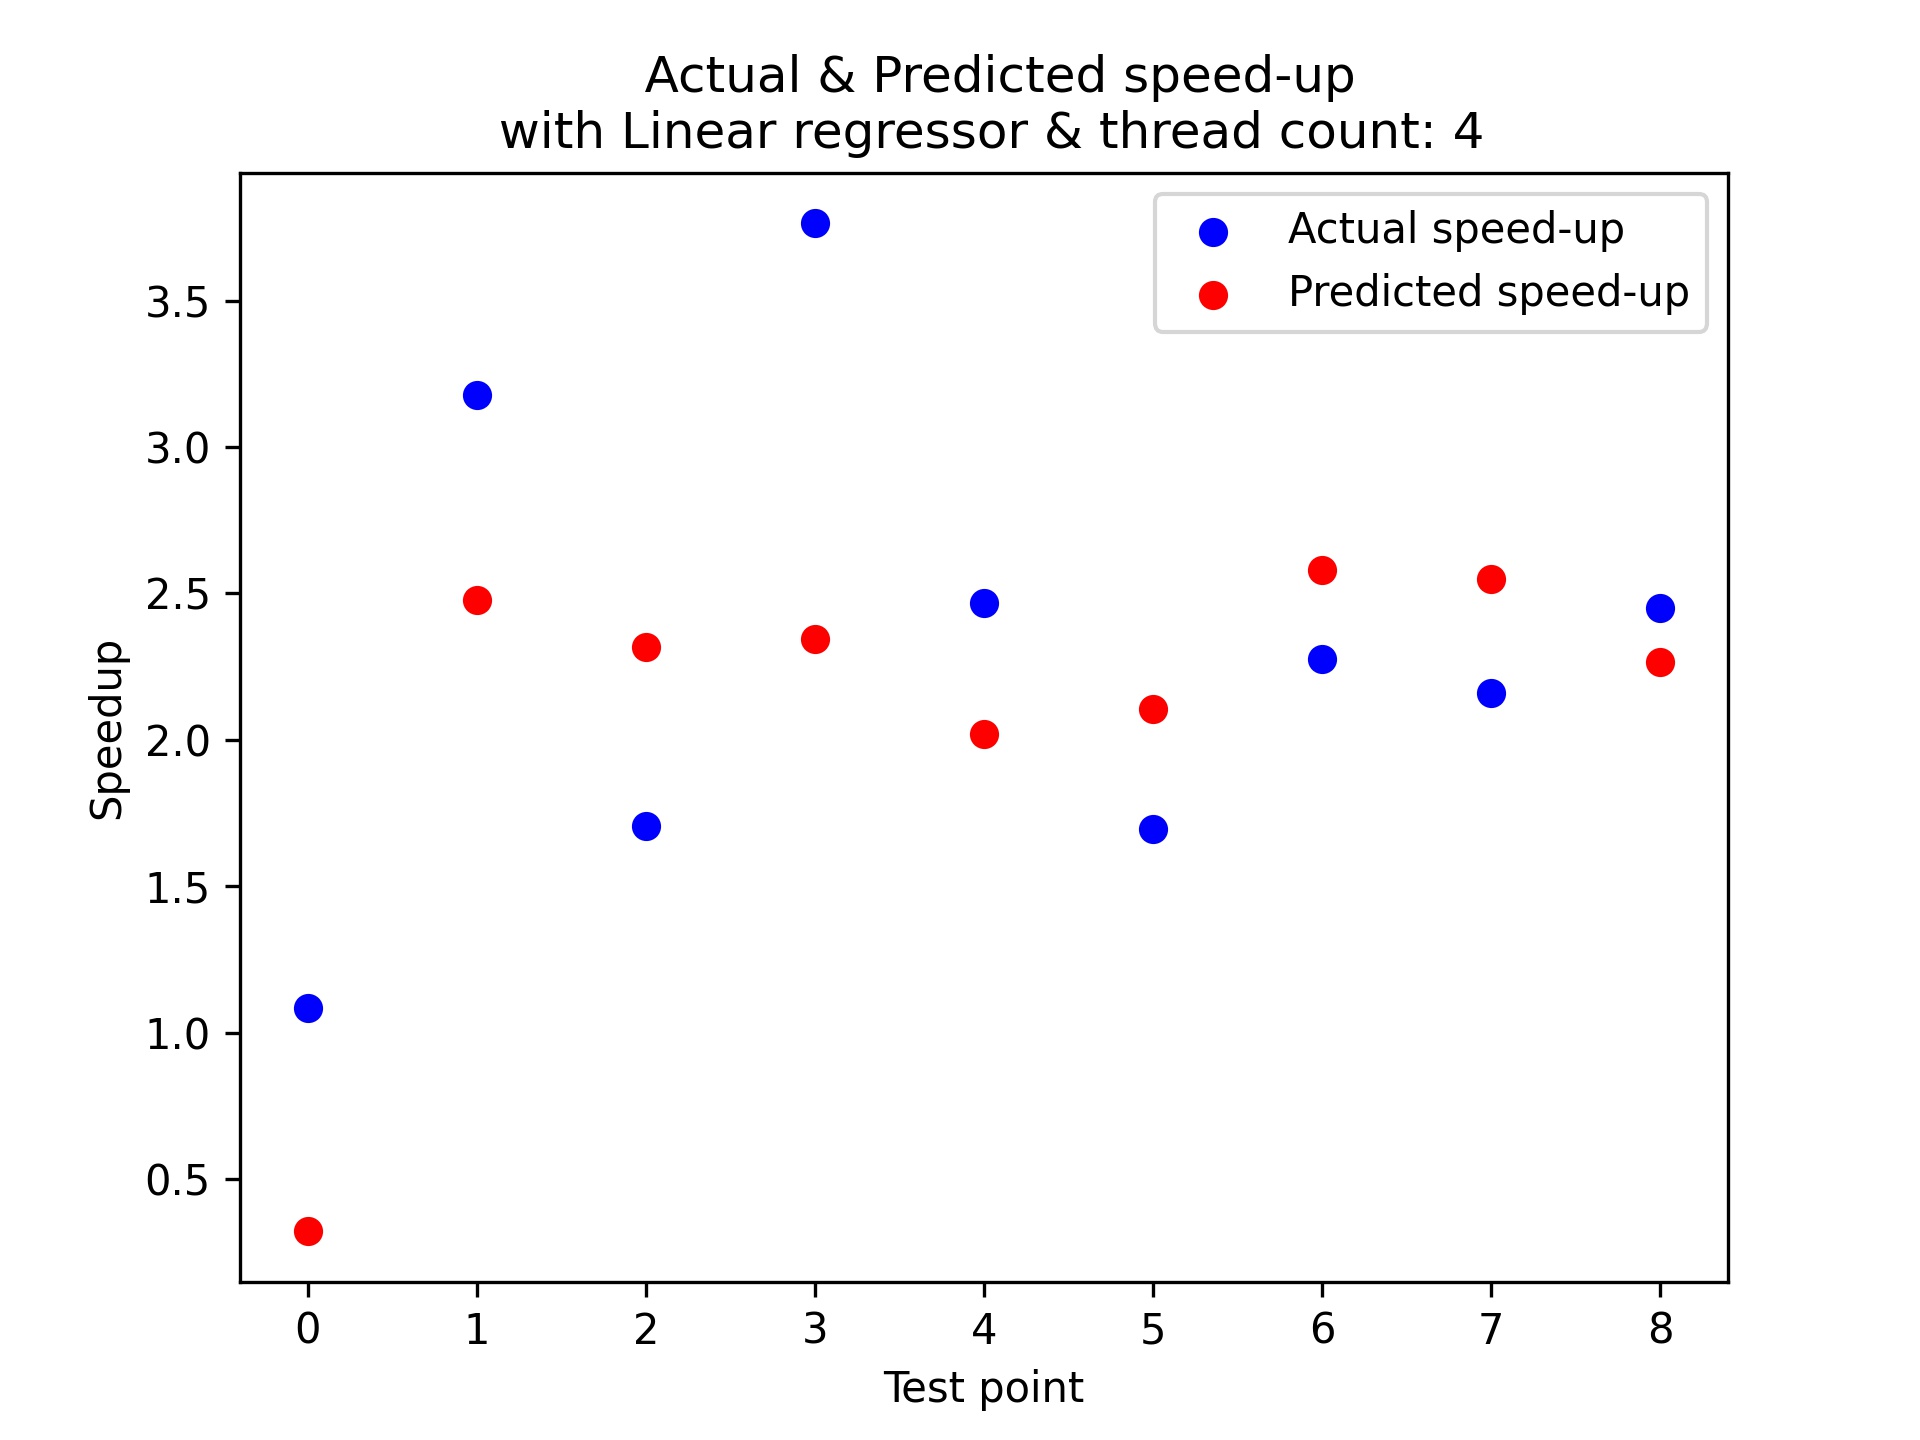 Actual & Predicted speed-up
with Linear regressor & thread count: 4
Actual speed-up
Predicted speed-up
3.5
3.0
2.5
2.0
1.5
1.0
0.5
Speedup
0 1 2 3 4 5 6 7 8
Test point